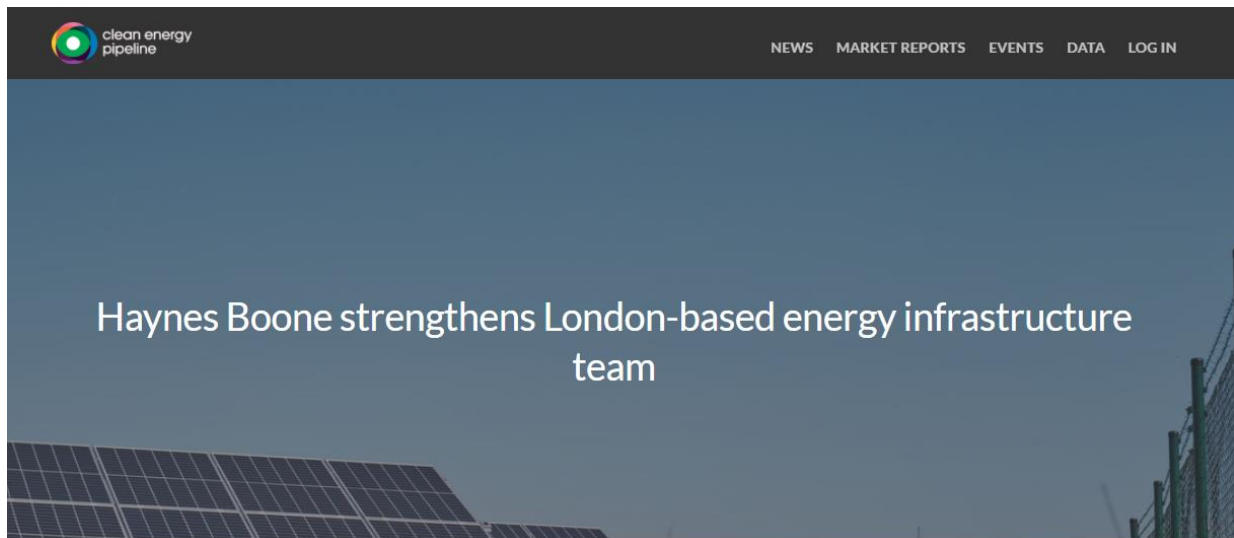 clean energy
pipeline
NEWS MARKET REPORTS EVENTS DATA LOG IN
Haynes Boone strengthens London-based energy infrastructure
team